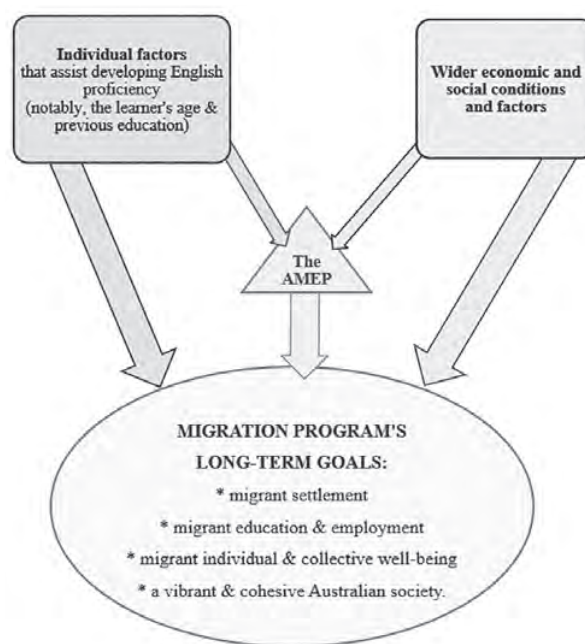 Individual factors
that assist developing English
proficiency
(notably, the learner's age &
previous education)
Wider economic and
social conditions
and factors
The
AMEP
MIGRATION PROGRAM'S
LONG-TERM GOALS:
* migrant settlement
* migrant education & employment
* migrant individual & collective well-being
* a vibrant & cohesive Australian society.